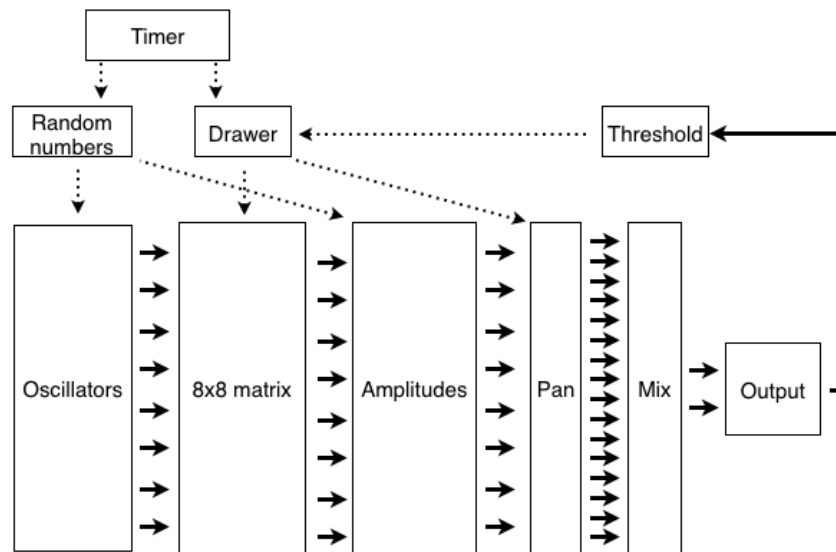 Timer
Random
numbers
Drawer
Threshold
Oscillators
8x8 matrix
Amplitudes
Pan
Mix
Output